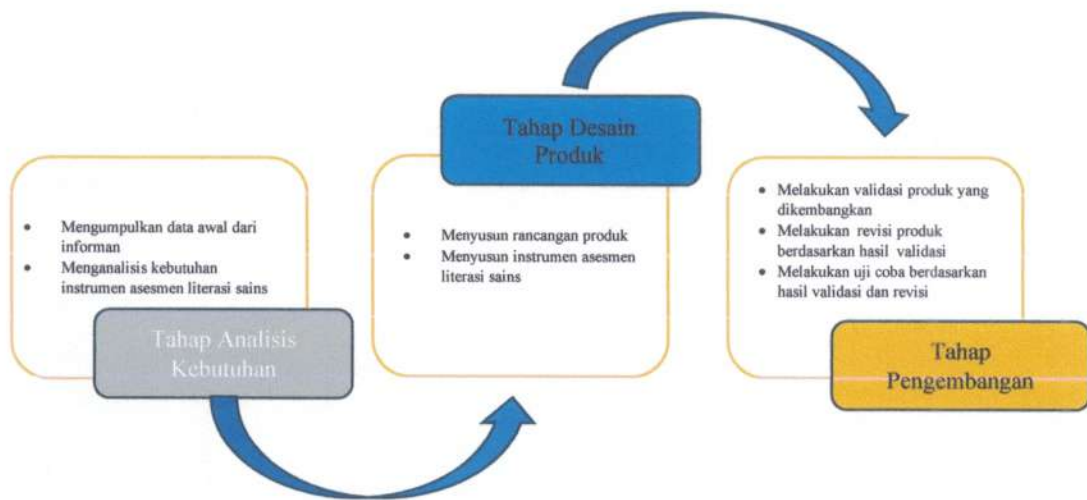 • Mengumpulkan data awal dari
informan
• Menganalisis kebutuhan
instrumen asesmen literasi sains
Tahap Analisis
Kebutuhan
Tahap Desain
Produk
• Menyusun rancangan produk
• Menyusun instrumen asesmen
literasi sains
• Melakukan validasi produk yang
dikembangkan
• Melakukan revisi produk
berdasarkan hasil validasi
• Melakukan uji coba berdasarkan
hasil validasi dan revisi
Tahap
Pengembangan